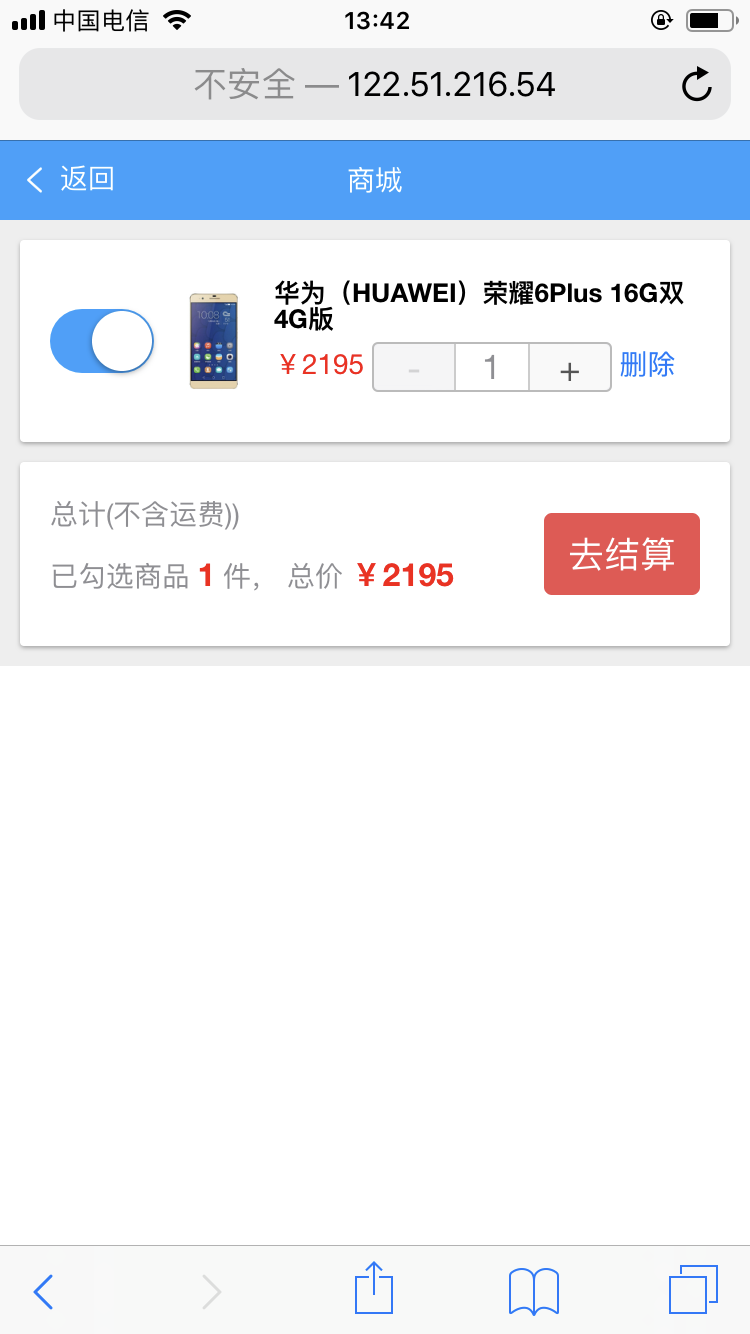 中国电信 13:42
不安全 — 122.51.216.54
返回 商城
华为（HUAWEI）荣耀6Plus 16G双
4G版
￥2195 - 1 + 删除
总计(不含运费))
已勾选商品 1 件， 总价 ￥2195
去结算